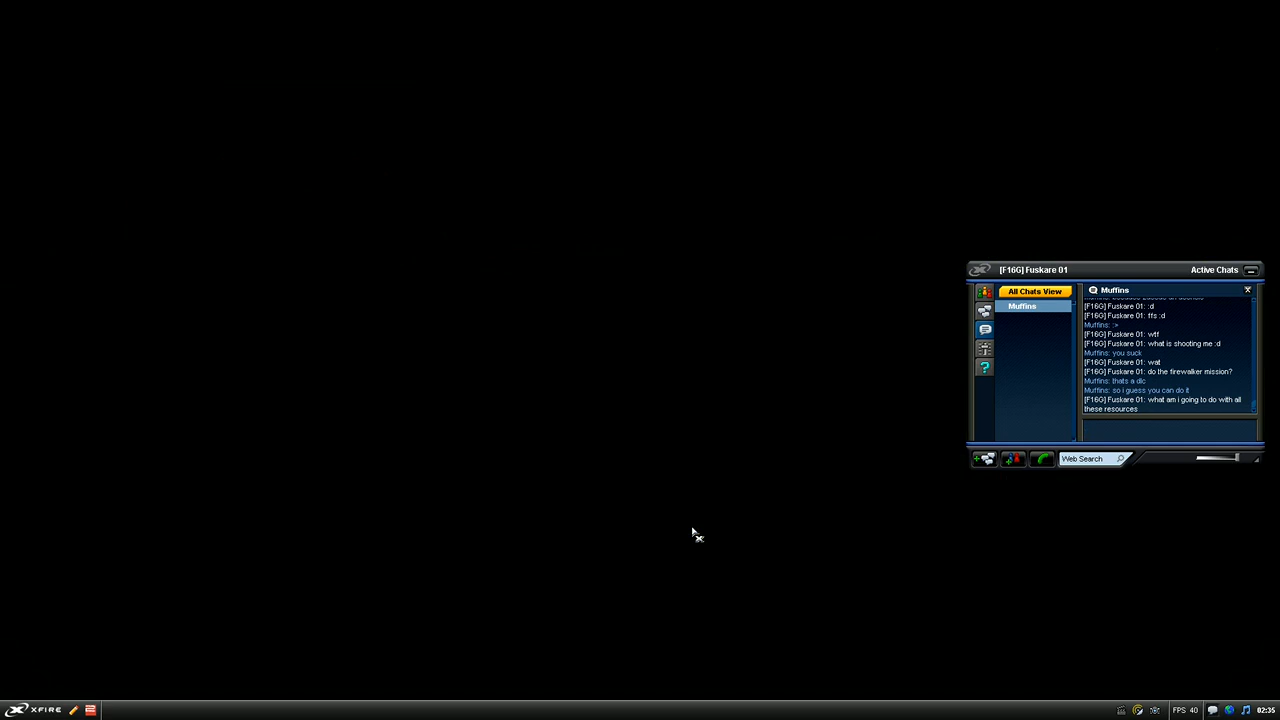 [F16G] Fuskare 01
Active Chats
All Chats View
Muffins
Muffins
[F16G] Fuskare 01: :d
[F16G] Fuskare 01: ffs :d
Muffins: :>
[F16G] Fuskare 01: wtf
[F16G] Fuskare 01: what is shooting me :d
Muffins: you suck
[F16G] Fuskare 01: wat
[F16G] Fuskare 01: do the firewalker mission?
Muffins: thats a dlc
Muffins: so i guess you can do it
[F16G] Fuskare 01: what am i going to do with all
these resources
Web Search
XFIRE
FPS 40
02:35